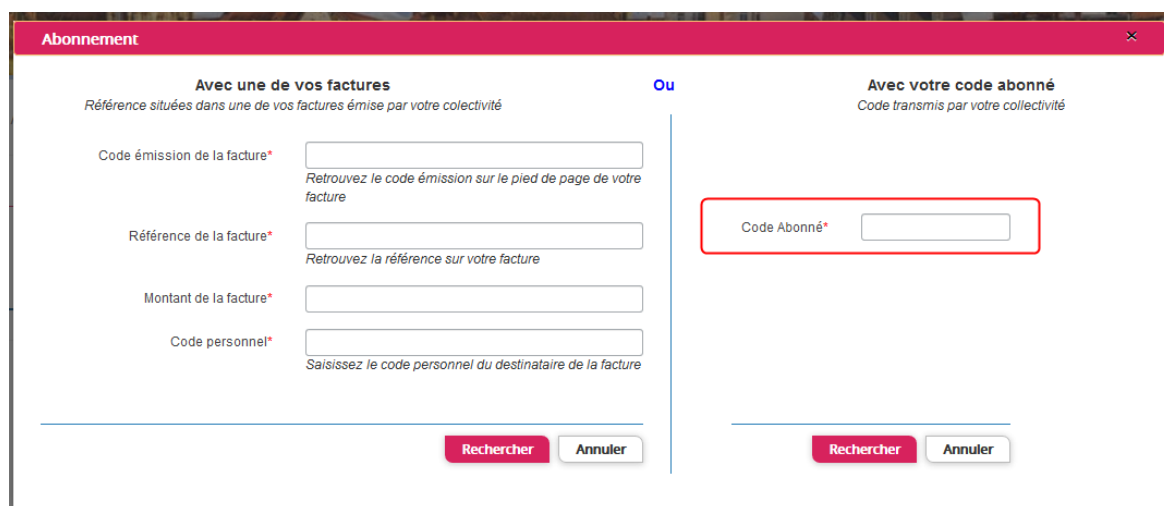 Abonnement
×
Avec une de vos factures
Référence situées dans une de vos factures émise par votre colectivité
Ou
Avec votre code abonné
Code transmis par votre collectivité
Code émission de la facture*
Retrouvez le code émission sur le pied de page de votre
facture
Référence de la facture*
Retrouvez la référence sur votre facture
Montant de la facture*
Code personnel*
Saisissez le code personnel du destinataire de la facture
Rechercher Annuler
Code Abonné*
Rechercher Annuler